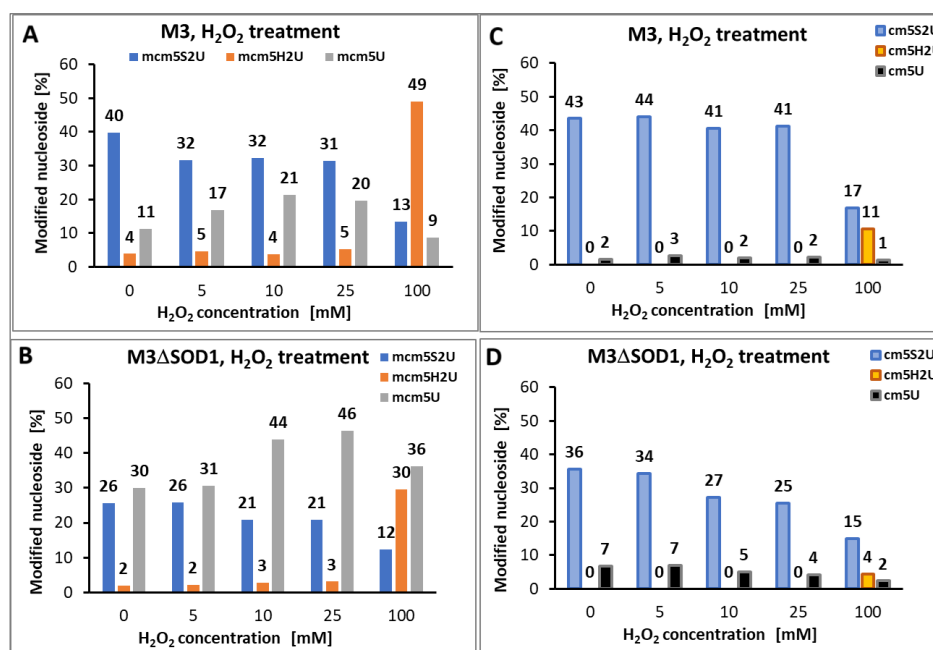 A
M3, H₂O₂ treatment
mcm5S2U mcm5H2U mcm5U
Modified nucleoside [%]
60
50
40
30
20
10
0
40 4 11
32 5 17
32 4 21
31 5 20
13 49 9
0 5 10 25 100
H₂O₂ concentration [mM]
C
M3, H₂O₂ treatment
cm5S2U
cm5H2U
cm5U
Modified nucleoside [%]
60
50
40
30
20
10
0
43 0 2
44 0 3
41 0 2
41 0 2
17 11 1
0 5 10 25 100
H₂O₂ concentration [mM]
B
M3ΔSOD1, H₂O₂ treatment
mcm5S2U
mcm5H2U
mcm5U
Modified nucleoside [%]
60
50
40
30
20
10
0
26 2 30
26 2 31
21 3 44
21 3 46
12 30 36
0 5 10 25 100
H₂O₂ concentration [mM]
D
M3ΔSOD1, H₂O₂ treatment
cm5S2U
cm5H2U
cm5U
Modified nucleoside [%]
60
50
40
30
20
10
0
36 0 7
34 0 7
27 0 5
25 0 4
15 4 2
0 5 10 25 100
H₂O₂ concentration [mM]